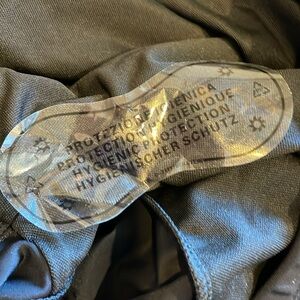 PROTEZIONE IGIENICA
PROTECTION HYGIENIQUE
HYGIENIC PROTECTION
HYGIENISCHER SCHUTZ